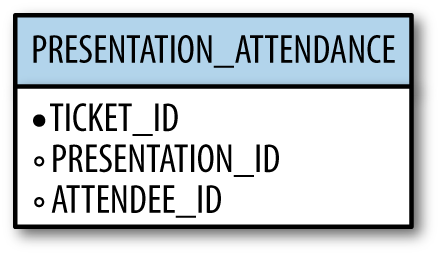 PRESENTATION_ATTENDANCE
●TICKET_ID
○PRESENTATION_ID
○ATTENDEE_ID